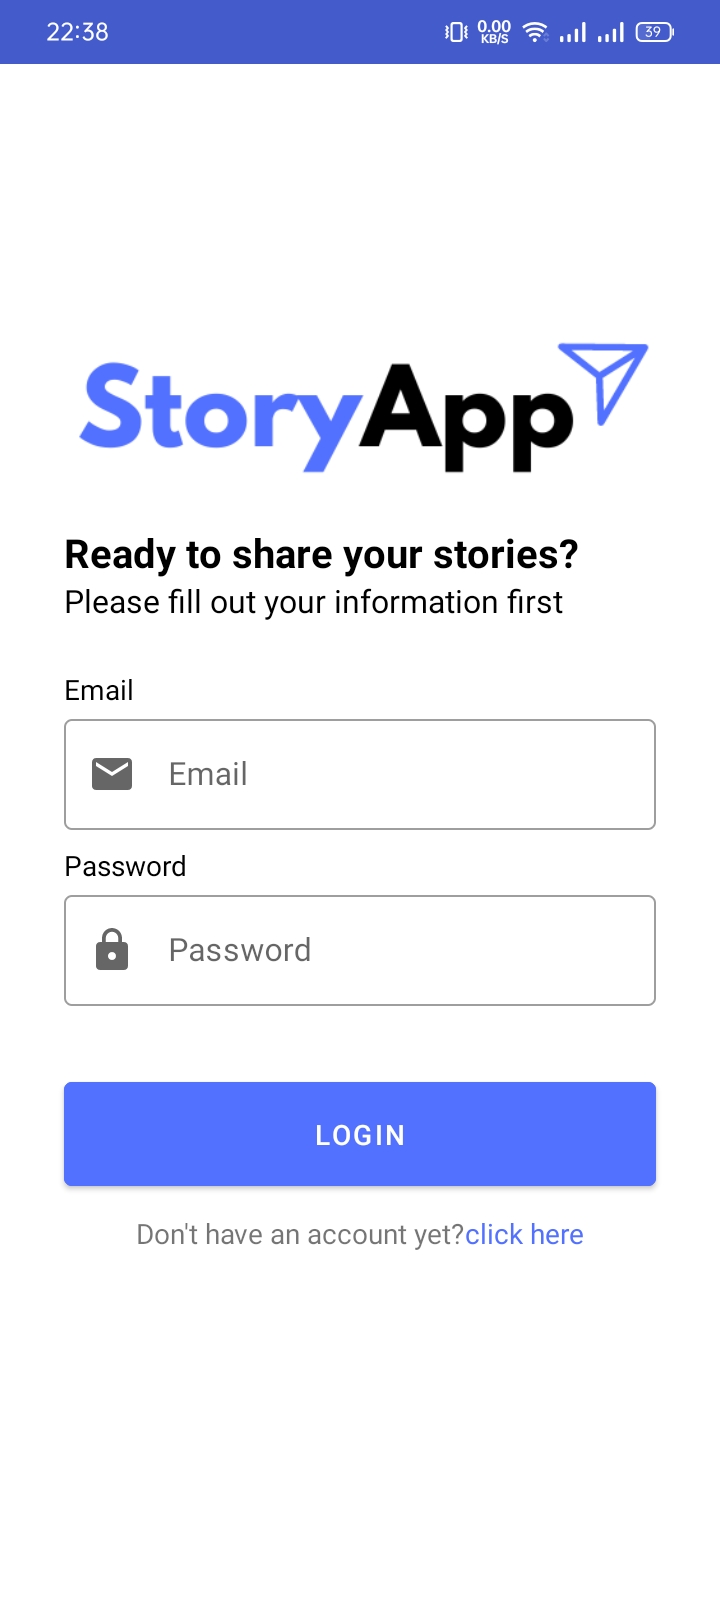 22:38 0.00 KB/S 39
StoryApp
Ready to share your stories?
Please fill out your information first
Email
Email
Password
Password
LOGIN
Don't have an account yet?click here